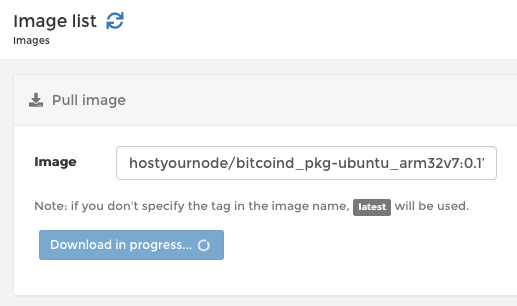 Image list
Images
Pull image
Image
hostyournode/bitcoind_pkg-ubuntu_arm32v7:0.1
Note: if you don't specify the tag in the image name, latest will be used.
Download in progress...